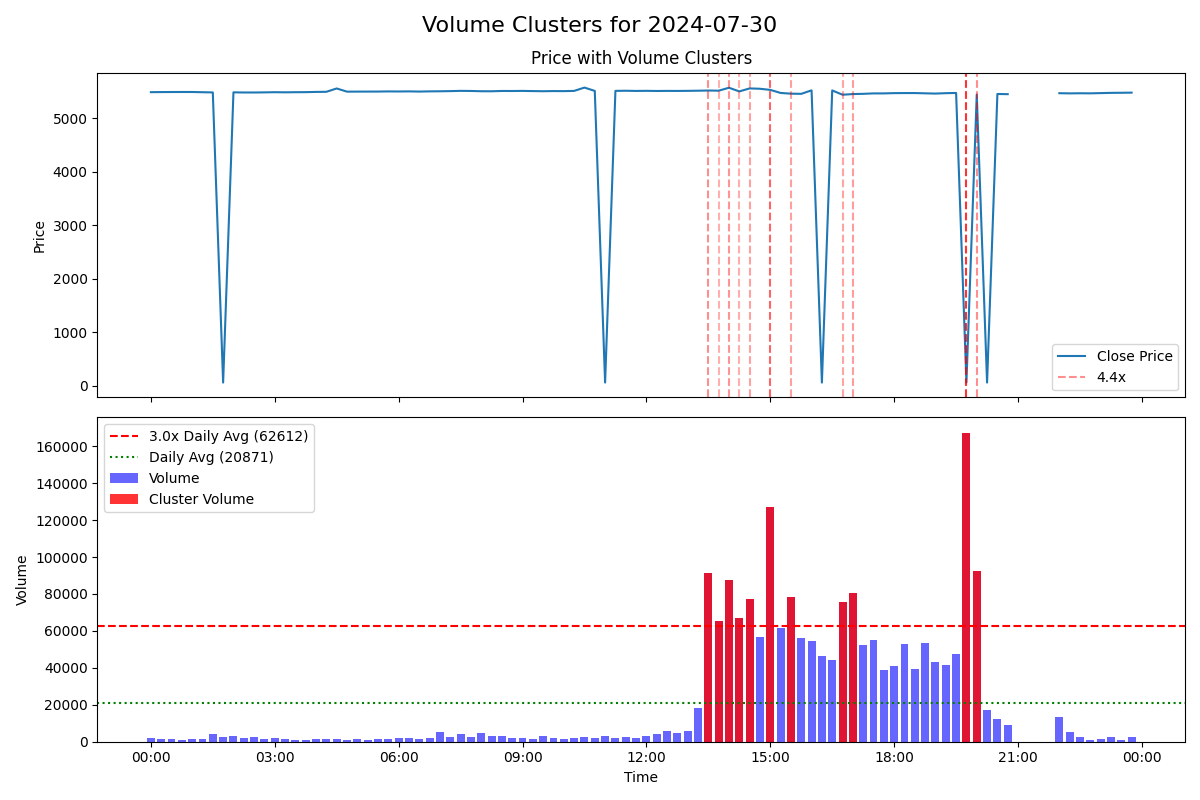 Volume Clusters for 2024-07-30
Price with Volume Clusters
5000
4000
3000
2000
1000
0
Price
Close Price
4.4x
160000
140000
120000
100000
80000
60000
40000
20000
0
Volume
3.0x Daily Avg (62612)
Daily Avg (20871)
Volume
Cluster Volume
00:00
03:00
06:00
09:00
12:00
15:00
18:00
21:00
00:00
Time